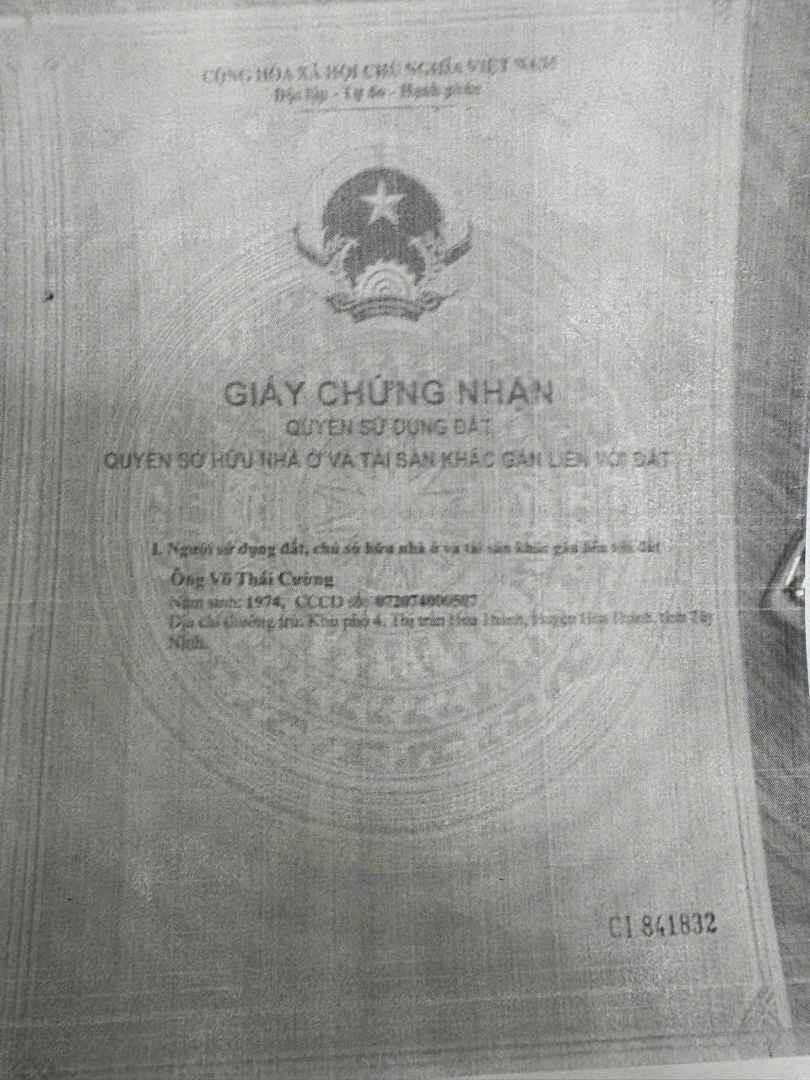 CỘNG HÒA XÃ HỘI CHỦ NGHĨA VIỆT NAM
Độc lập - Tự do - Hạnh phúc
GIẤY CHỨNG NHẬN
QUYỀN SỬ DỤNG ĐẤT
QUYỀN SỞ HỮU NHÀ Ở VÀ TÀI SẢN KHÁC GẮN LIỀN VỚI ĐẤT
I. Người sử dụng đất, chủ sở hữu nhà ở và tài sản khác gắn liền với đất
Ông Võ Thái Cường
Năm sinh: 1974, CCCD số: 072074000507
Địa chỉ thường trú: Khu phố 4, Thị trấn Hòa Thành, Huyện Hòa Thành, tỉnh Tây
Ninh.
CI 841832